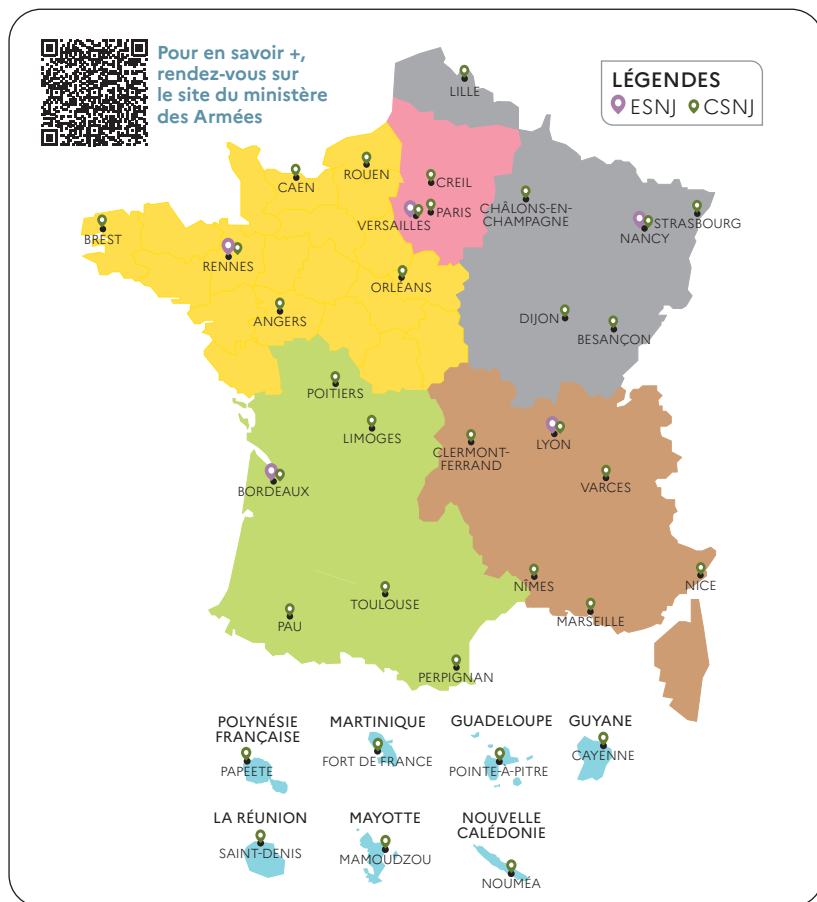 Pour en savoir +,
rendez-vous sur
le site du ministère
des Armées
LÉGENDES
ESNJ CSNJ
LILLE
ROUEN
CAEN
CREIL
PARIS
VERSAILLES
CHÂLONS-EN-
CHAMPAGNE
STRASBOURG
NANCY
BREST
RENNES
ORLÉANS
ANGERS
DIJON
BESANÇON
POITIERS
LIMOGES
CLERMONT-
FERRAND
LYON
BORDEAUX
VARCES
NÎMES
NICE
TOULOUSE
MARSEILLE
PAU
PERPIGNAN
POLYNÉSIE
FRANÇAISE
PAPEETE
MARTINIQUE
FORT DE FRANCE
GUADELOUPE
POINTE-À-PITRE
GUYANE
CAYENNE
LA RÉUNION
SAINT-DENIS
MAYOTTE
MAMOUDZOU
NOUVELLE
CALÉDONIE
NOUMÉA